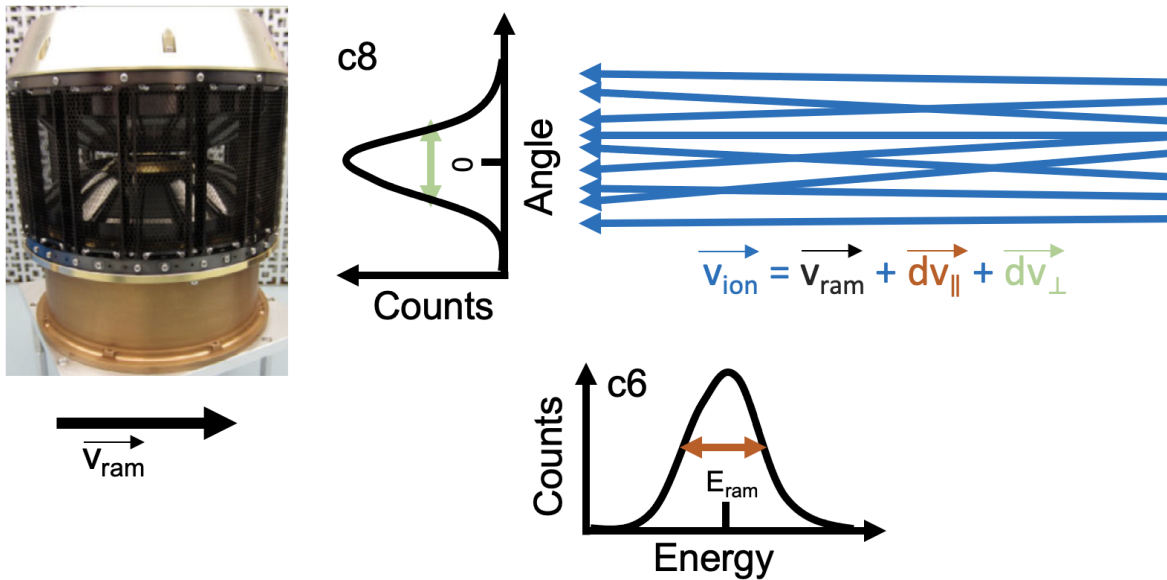 c8
0
Angle
Counts
v_ion = v_ram + dv_∥ + dv_⊥
v_ram
c6
Counts
E_ram
Energy